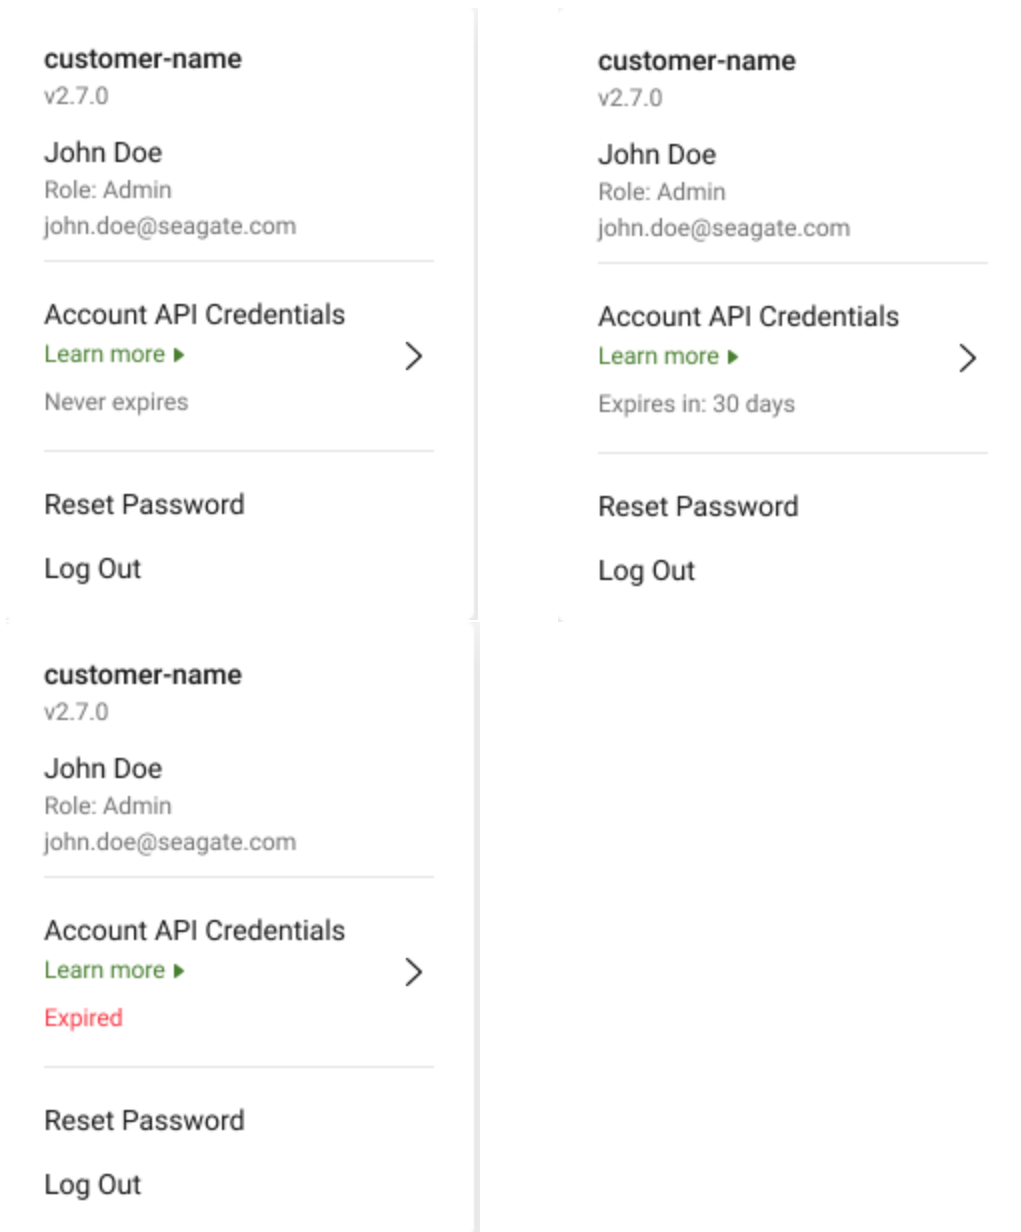 customer-name
v2.7.0
John Doe
Role: Admin
john.doe@seagate.com
Account API Credentials
Learn more
Never expires
Reset Password
Log Out
customer-name
v2.7.0
John Doe
Role: Admin
john.doe@seagate.com
Account API Credentials
Learn more
Expires in: 30 days
Reset Password
Log Out
customer-name
v2.7.0
John Doe
Role: Admin
john.doe@seagate.com
Account API Credentials
Learn more
Expired
Reset Password
Log Out